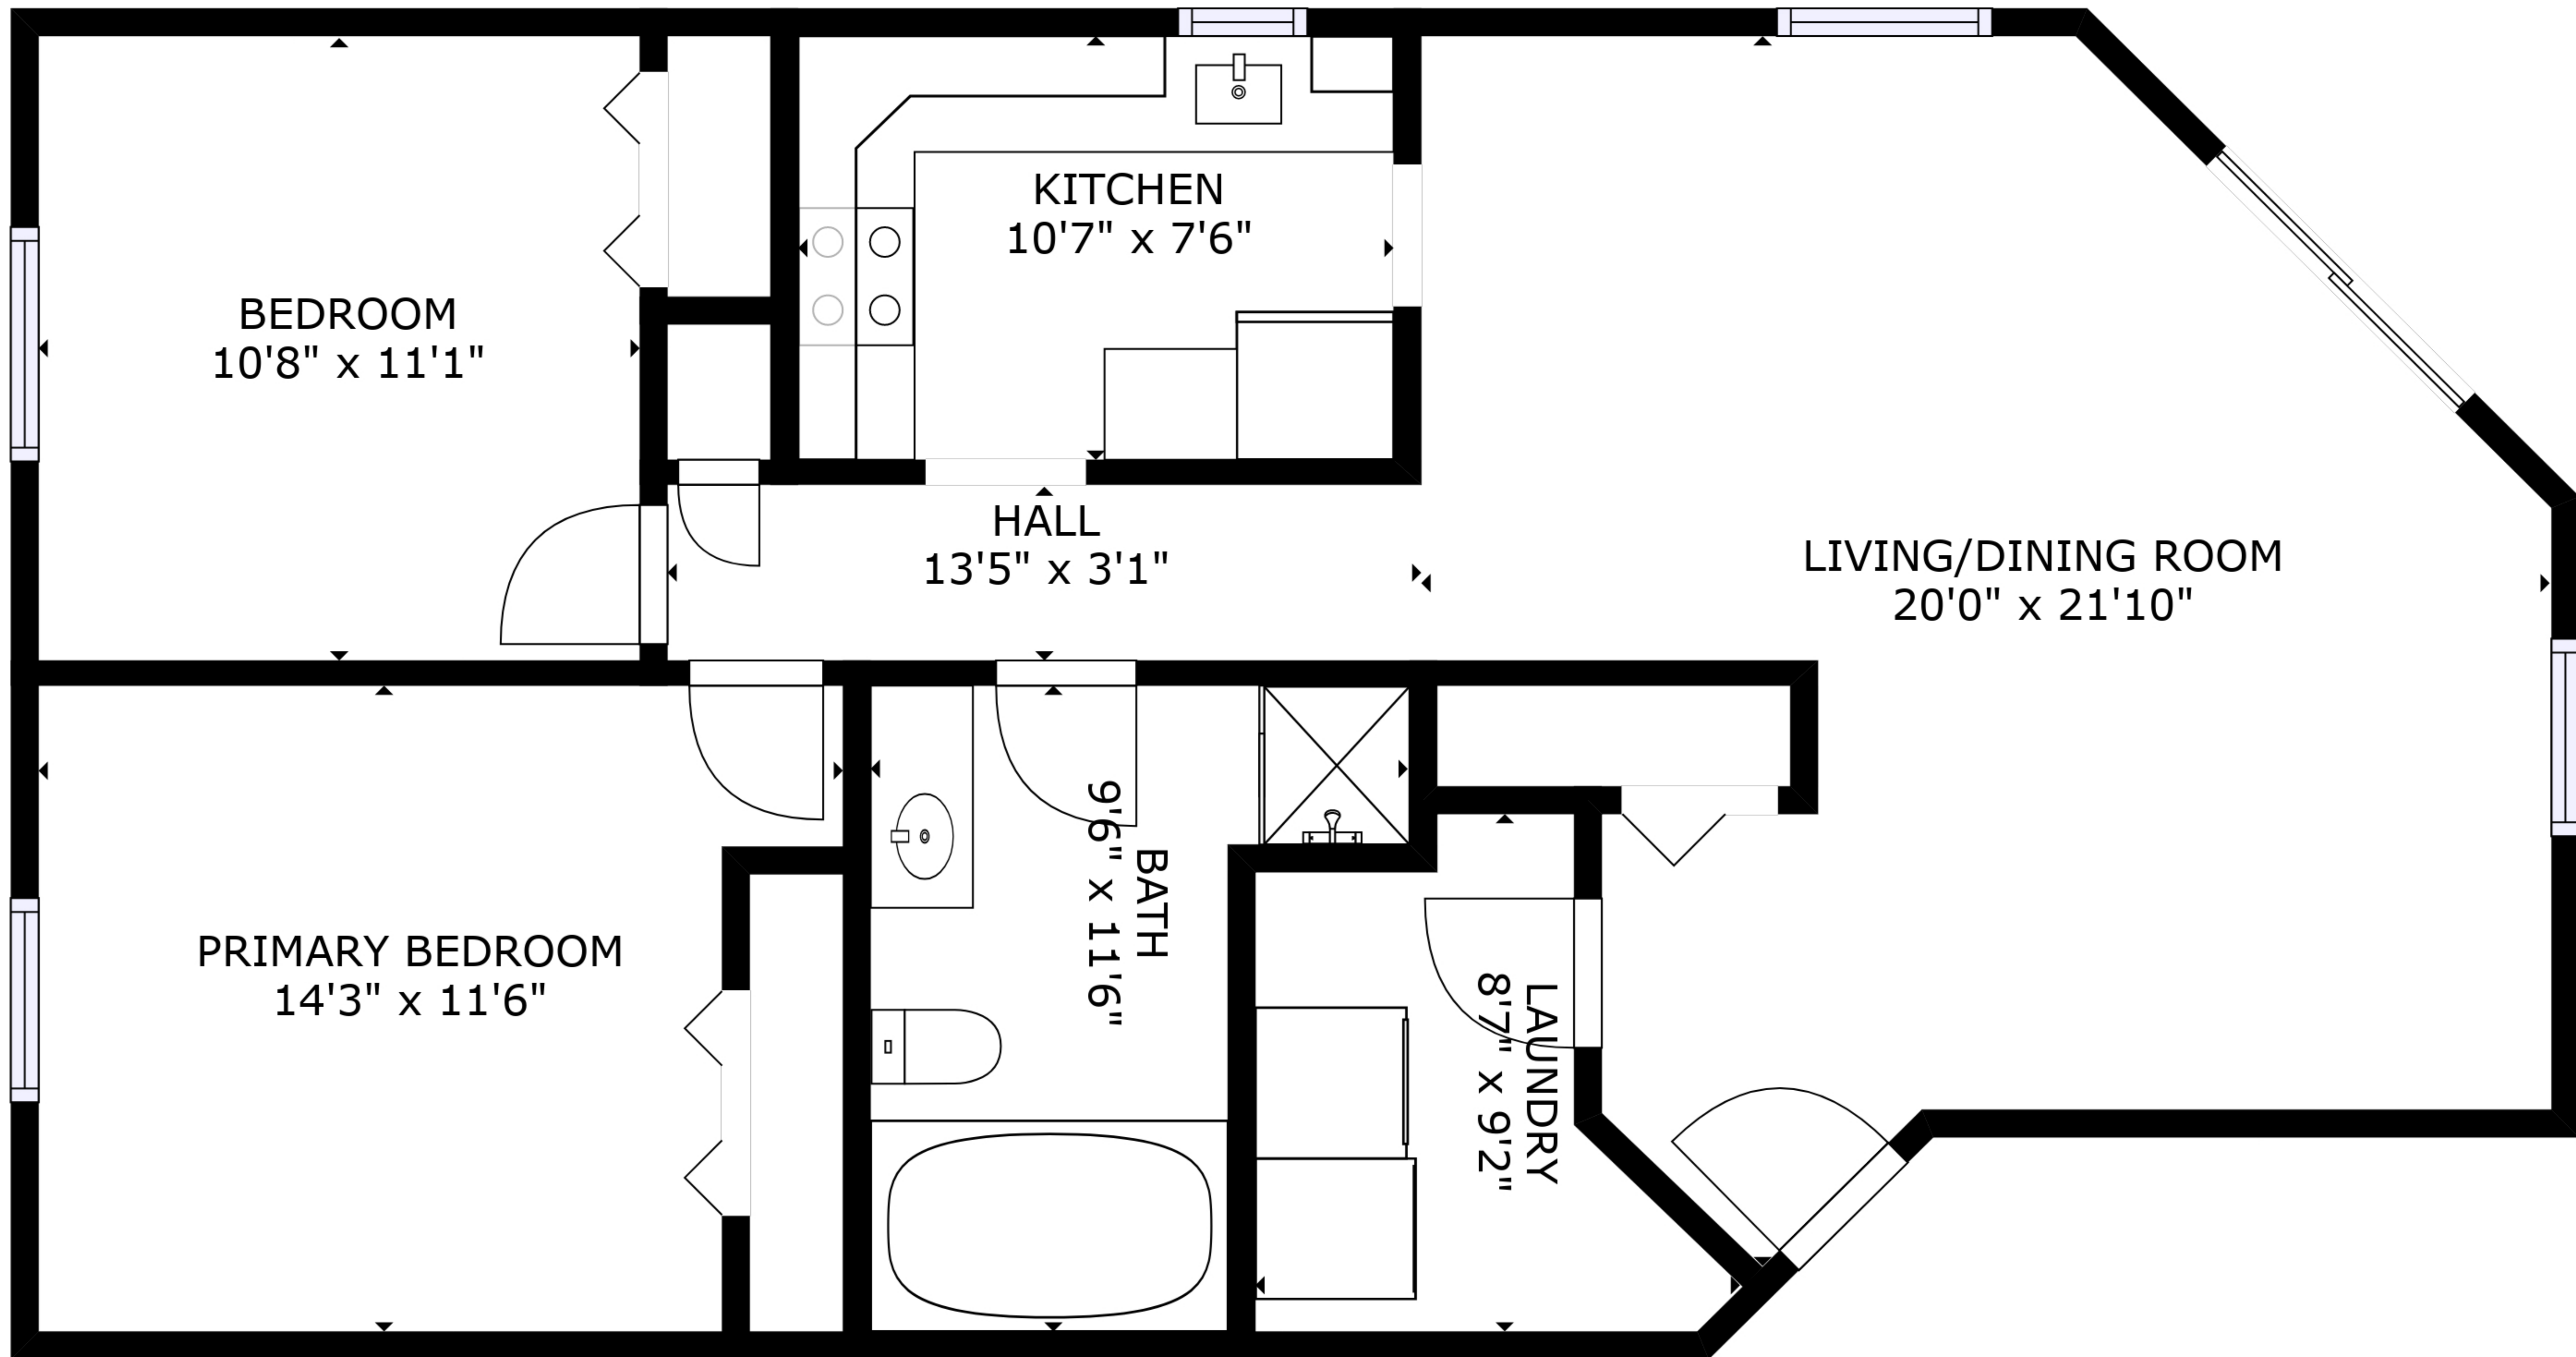 KITCHEN
10'7" x 7'6"
BEDROOM
10'8" x 11'1"
HALL
13'5" x 3'1"
LIVING/DINING ROOM
20'0" x 21'10"
PRIMARY BEDROOM
14'3" x 11'6"
BATH
9'6" x 11'6"
LAUNDRY
8'7" x 9'2"